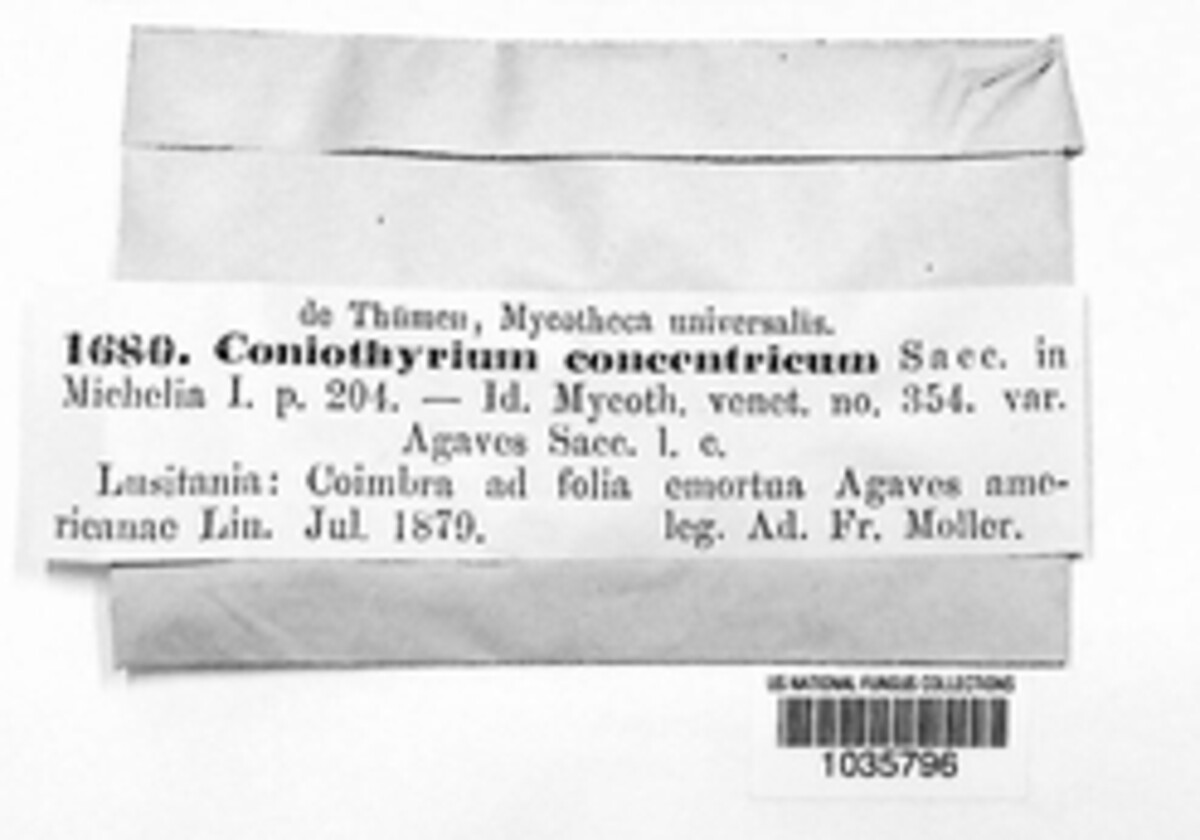 de Thümen, Mycotheca universalis.
1680. Coniothyrium concentricum Sacc. in
Michelia I. p. 204. — Id. Mycoth. venet. no. 354. var.
Agaves Sacc. l. c.
Lusitania: Coimbra ad folia emortua Agaves ame-
ricanae Lin. Jul. 1879. leg. Ad. Fr. Moller.
US NATIONAL FUNGUS COLLECTIONS
1035796